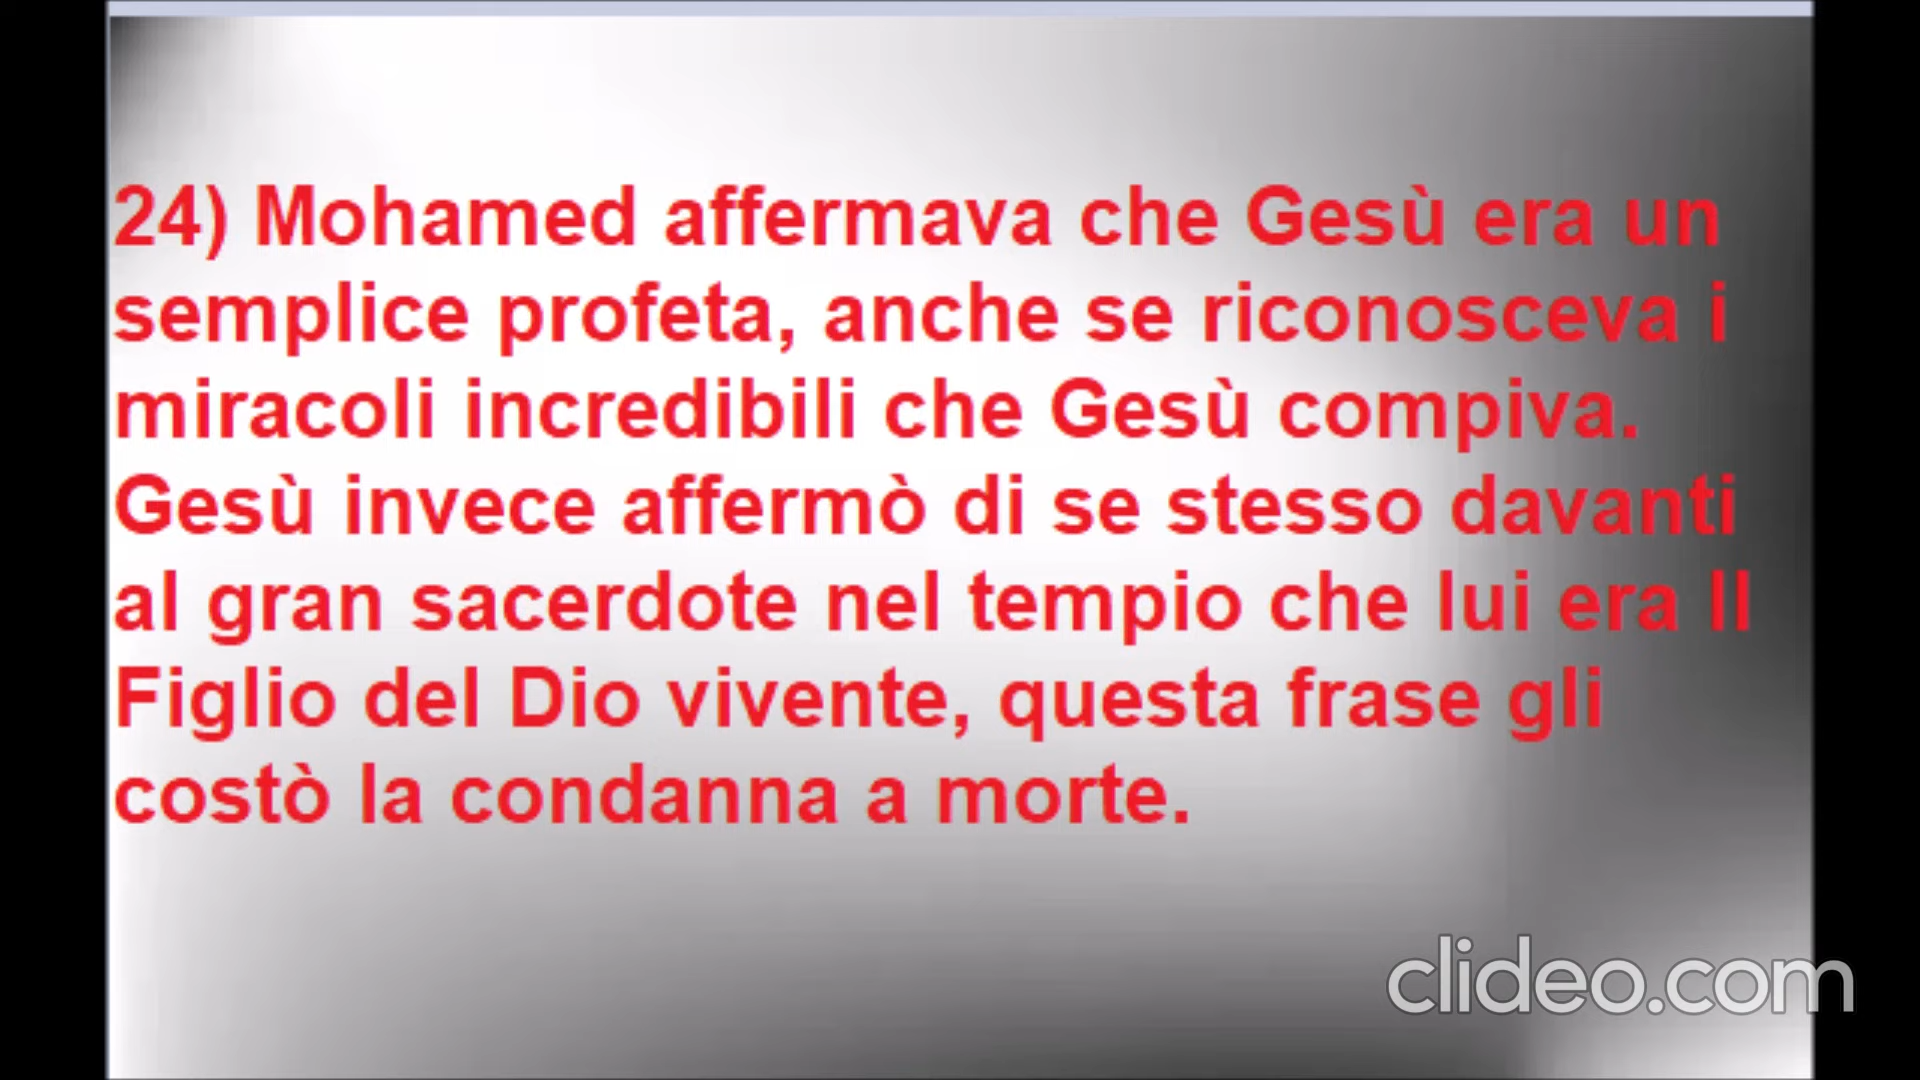 24) Mohamed affermava che Gesù era un
semplice profeta, anche se riconosceva i
miracoli incredibili che Gesù compiva.
Gesù invece affermò di se stesso davanti
al gran sacerdote nel tempio che lui era Il
Figlio del Dio vivente, questa frase gli
costò la condanna a morte.
clideo.com